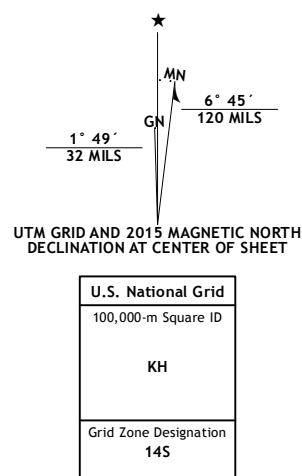 MN
GN
6° 45´
120 MILS
1° 49´
32 MILS
UTM GRID AND 2015 MAGNETIC NORTH
DECLINATION AT CENTER OF SHEET
U.S. National Grid
100,000-m Square ID
KH
Grid Zone Designation
14S